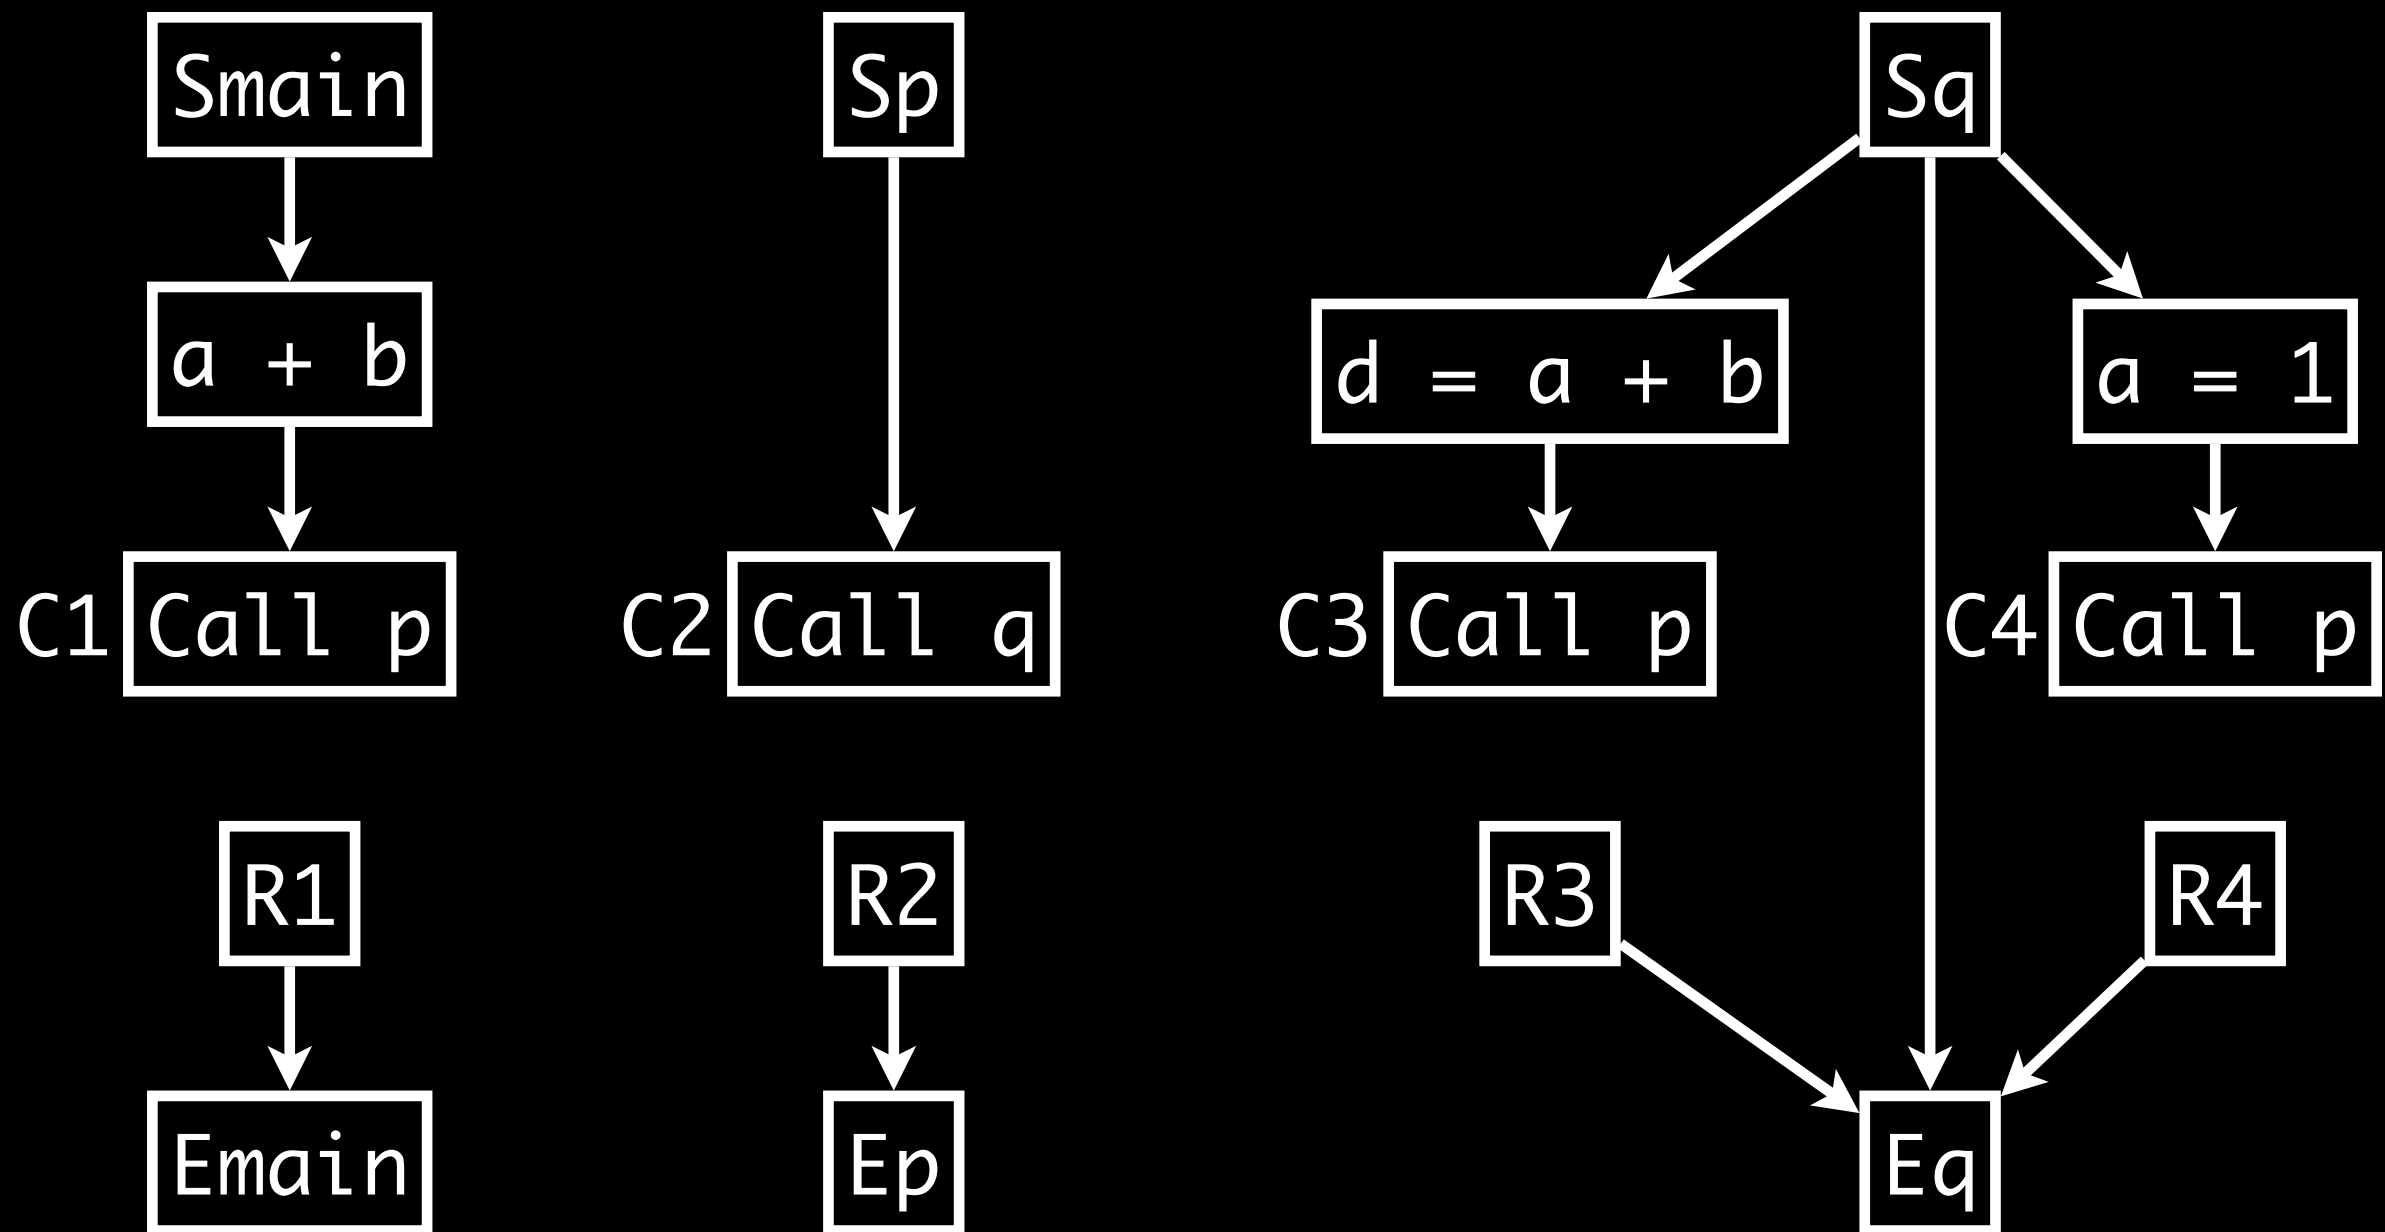 Smain
Sp
Sq
a + b
d = a + b
a = 1
C1 Call p
C2 Call q
C3 Call p
C4 Call p
R1
R2
R3
R4
Emain
Ep
Eq